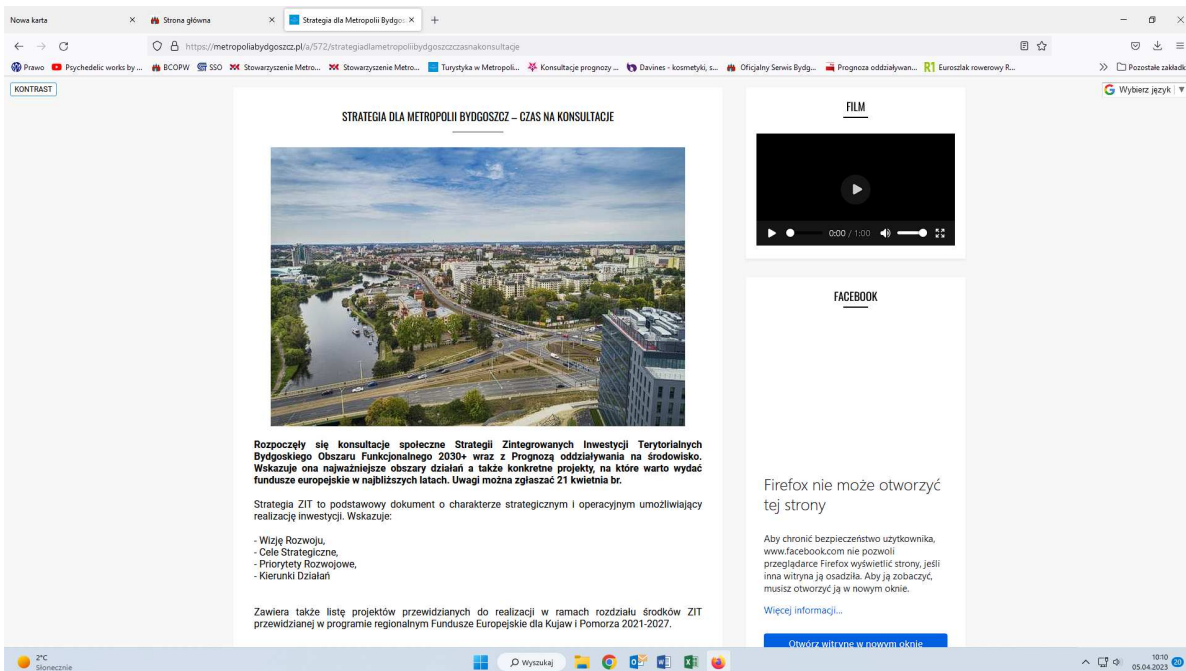 Nowa karta
Strona główna
Strategia dla Metropolii Bydgos
https://metropoliabydgoszcz.pl/a/572/strategiadlametropoliibydgoszczczasnakonsultacje
Prawo
Psychedelic works by ...
BCOPW
SSO
Stowarzyszenie Metro...
Stowarzyszenie Metro...
Turystyka w Metropoli...
Konsultacje prognozy ...
Davines - kosmetyki, s...
Oficjalny Serwis Bydg...
Prognoza oddziaływan...
R1 Euroszlak rowerowy R...
Pozostałe zakładk
KONTRAST
Wybierz język
STRATEGIA DLA METROPOLII BYDGOSZCZ – CZAS NA KONSULTACJE
Rozpoczęły się konsultacje społeczne Strategii Zintegrowanych Inwestycji Terytorialnych
Bydgoskiego Obszaru Funkcjonalnego 2030+ wraz z Prognozą oddziaływania na środowisko.
Wskazuje ona najważniejsze obszary działań a także konkretne projekty, na które warto wydać
fundusze europejskie w najbliższych latach. Uwagi można zgłaszać 21 kwietnia br.
Strategia ZIT to podstawowy dokument o charakterze strategicznym i operacyjnym umożliwiający
realizację inwestycji. Wskazuje:
- Wizję Rozwoju,
- Cele Strategiczne,
- Priorytety Rozwojowe,
- Kierunki Działań
Zawiera także listę projektów przewidzianych do realizacji w ramach rozdziału środków ZIT
przewidzianej w programie regionalnym Fundusze Europejskie dla Kujaw i Pomorza 2021-2027.
FILM
0:00 / 1:00
FACEBOOK
Firefox nie może otworzyć
tej strony
Aby chronić bezpieczeństwo użytkownika,
www.facebook.com nie pozwoli
przeglądarce Firefox wyświetlić strony, jeśli
inna witryna ją osadziła. Aby ją zobaczyć,
musisz otworzyć ją w nowym oknie.
Więcej informacji...
Otwórz witrynę w nowym oknie
2°C
Słonecznie
Wyszukaj
10:10
05.04.2023
20